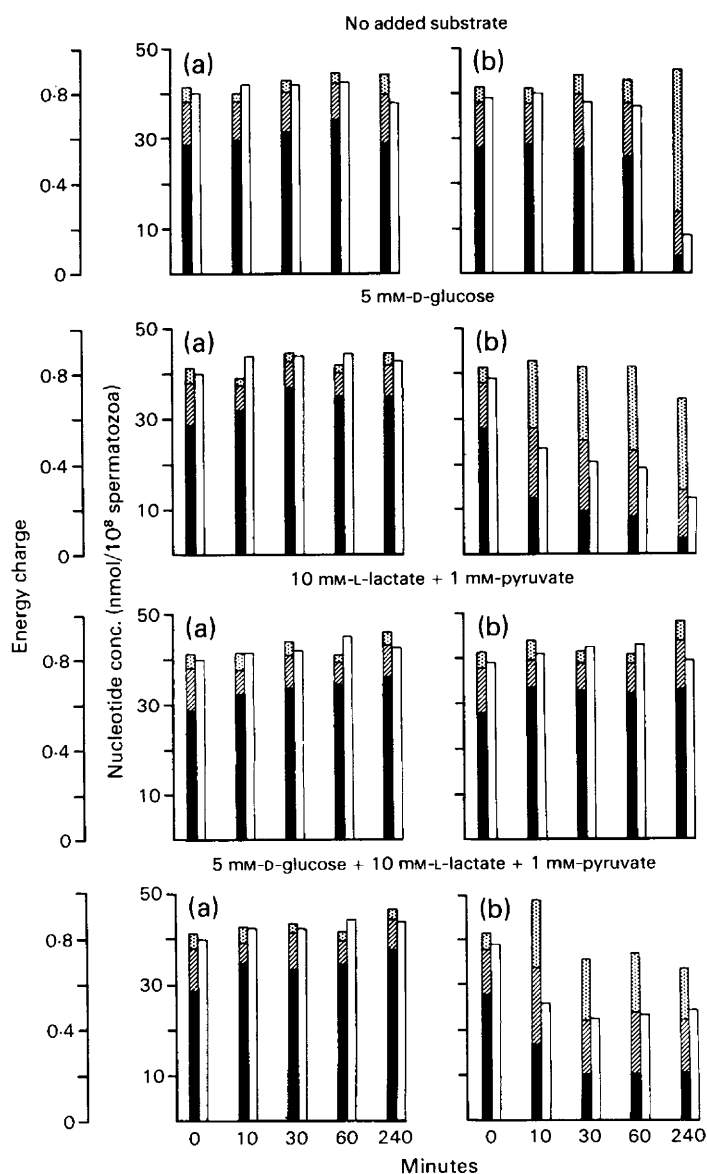 No added substrate
(a)
(b)
50
30
10
0·8
0·4
0
5 mM-D-glucose
(a)
(b)
50
30
10
0·8
0·4
0
10 mM-L-lactate + 1 mM-pyruvate
(a)
(b)
50
30
10
0·8
0·4
0
5 mM-D-glucose + 10 mM-L-lactate + 1 mM-pyruvate
(a)
(b)
50
30
10
0·8
0·4
0
Energy charge
Nucleotide conc. (nmol/10⁸ spermatozoa)
0 10 30 60 240 0 10 30 60 240
Minutes